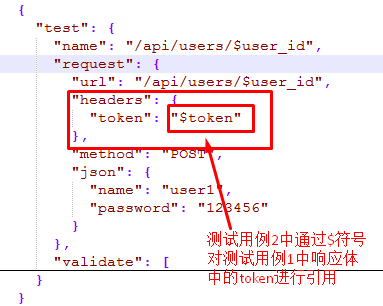 {
"test": {
"name": "/api/users/$user_id",
"request": {
"url": "/api/users/$user_id",
"headers": {
"token": "$token"
},
"method": "POST",
"json": {
"name": "user1",
"password": "123456"
}
},
"validate": [
}
}
测试用例2中通过$符号
对测试用例1中响应体
中的token进行引用